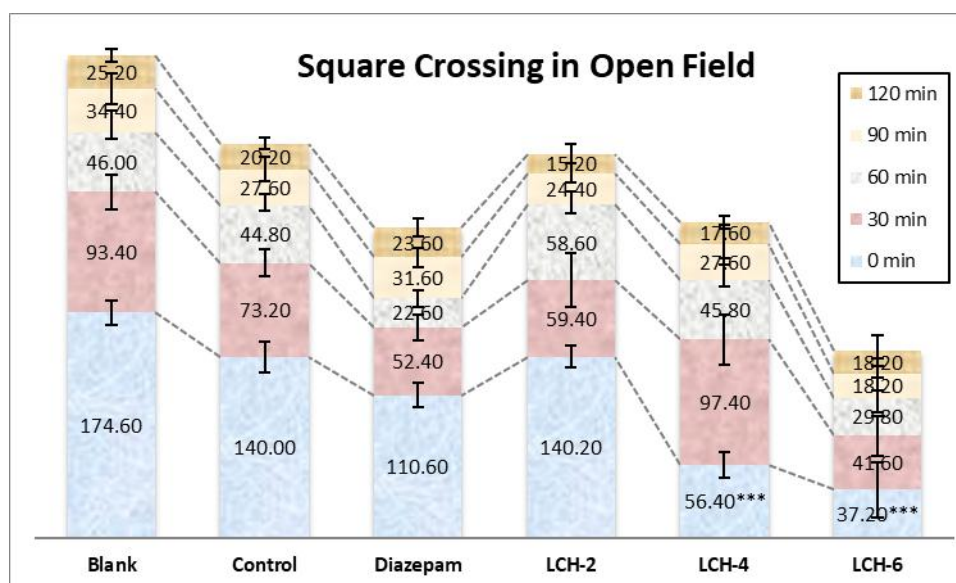 Square Crossing in Open Field
120 min
90 min
60 min
30 min
0 min
25.20
34.40
46.00
93.40
174.60
20.20
27.60
44.80
73.20
140.00
23.60
31.60
22.60
52.40
110.60
15.20
24.40
58.60
59.40
140.20
17.60
27.60
45.80
97.40
56.40***
18.20
18.20
29.80
41.60
37.20***
Blank
Control
Diazepam
LCH-2
LCH-4
LCH-6